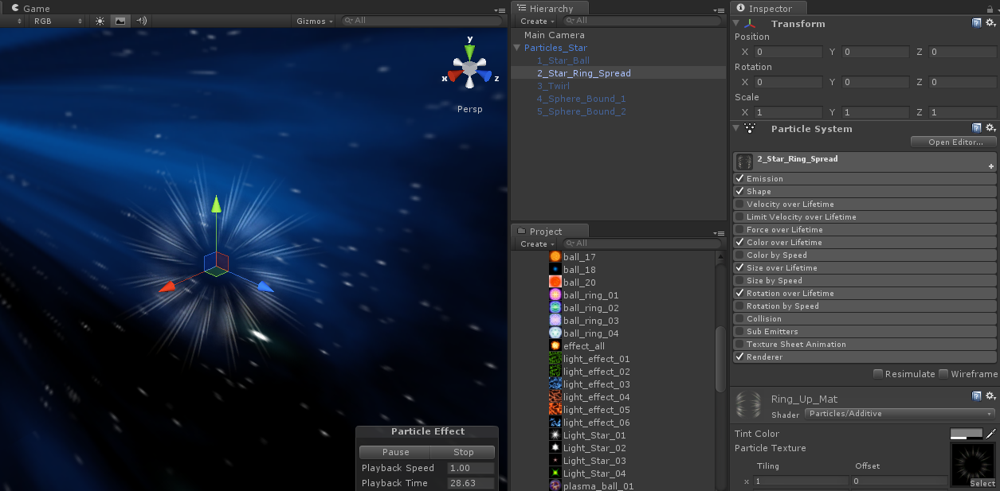 Game
RGB
Gizmos
All
y
x
z
Persp
Particle Effect
Pause
Stop
Playback Speed 1.00
Playback Time 28.63
Hierarchy
Create
All
Main Camera
Particles_Star
1_Star_Ball
2_Star_Ring_Spread
3_Twirl
4_Sphere_Bound_1
5_Sphere_Bound_2
Project
Create
All
ball_17
ball_18
ball_20
ball_ring_01
ball_ring_02
ball_ring_03
ball_ring_04
effect_all
light_effect_01
light_effect_02
light_effect_03
light_effect_04
light_effect_05
light_effect_06
Light_Star_01
Light_Star_02
Light_Star_03
Light_Star_04
plasma_ball_01
Inspector
Transform
Position
X 0 Y 0 Z 0
Rotation
X 0 Y 0 Z 0
Scale
X 1 Y 1 Z 1
Particle System
Open Editor...
2_Star_Ring_Spread
Emission
Shape
Velocity over Lifetime
Limit Velocity over Lifetime
Force over Lifetime
Color over Lifetime
Color by Speed
Size over Lifetime
Size by Speed
Rotation over Lifetime
Rotation by Speed
Collision
Sub Emitters
Texture Sheet Animation
Renderer
Resimulate Wireframe
Ring_Up_Mat
Shader Particles/Additive
Tint Color
Particle Texture
Tiling Offset
x 1 0
Select